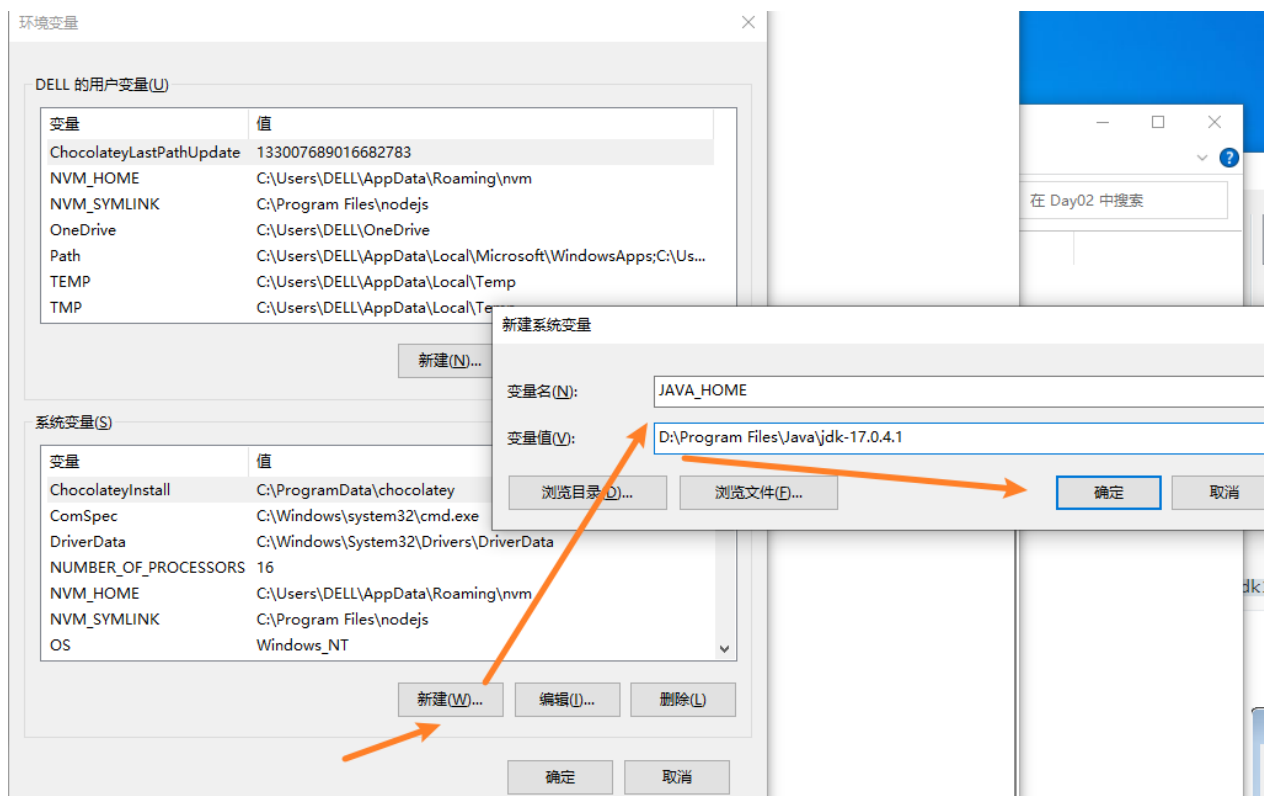 环境变量
DELL 的用户变量(U)
变量 值
ChocolateyLastPathUpdate 133007689016682783
NVM_HOME C:\Users\DELL\AppData\Roaming\nvm
NVM_SYMLINK C:\Program Files\nodejs
OneDrive C:\Users\DELL\OneDrive
Path C:\Users\DELL\AppData\Local\Microsoft\WindowsApps;C:\Us...
TEMP C:\Users\DELL\AppData\Local\Temp
TMP C:\Users\DELL\AppData\Local\Temp
新建(N)...
在 Day02 中搜索
新建系统变量
变量名(N): JAVA_HOME
变量值(V): D:\Program Files\Java\jdk-17.0.4.1
浏览目录(D)... 浏览文件(F)... 确定 取消
系统变量(S)
变量 值
ChocolateyInstall C:\ProgramData\chocolatey
ComSpec C:\Windows\system32\cmd.exe
DriverData C:\Windows\System32\Drivers\DriverData
NUMBER_OF_PROCESSORS 16
NVM_HOME C:\Users\DELL\AppData\Roaming\nvm
NVM_SYMLINK C:\Program Files\nodejs
OS Windows_NT
新建(W)... 编辑(I)... 删除(L)
确定 取消